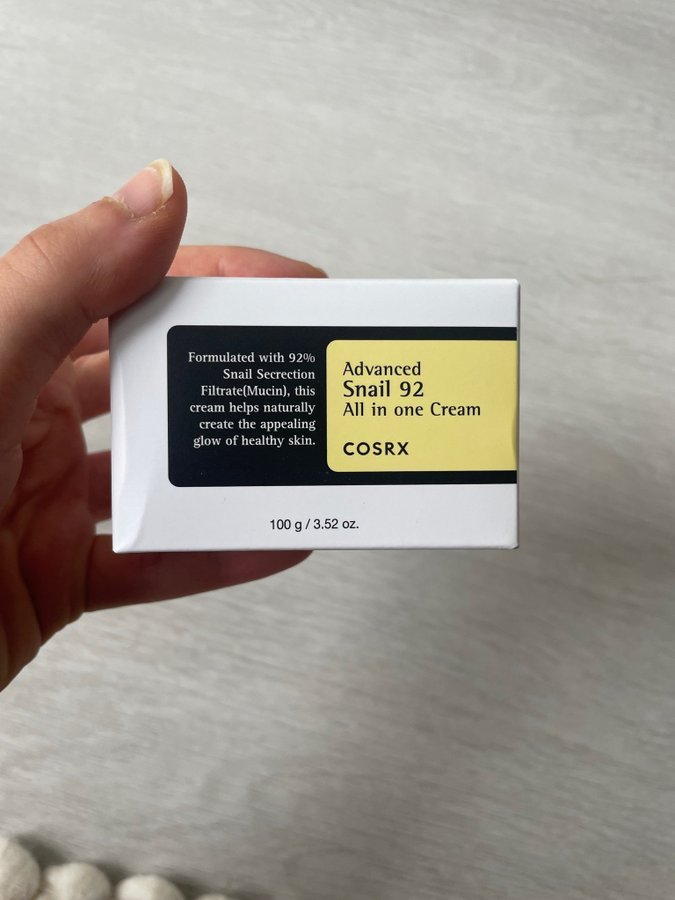 Formulated with 92%
Snail Secrection
Filtrate(Mucin), this
cream helps naturally
create the appealing
glow of healthy skin.
Advanced
Snail 92
All in one Cream
COSRX
100 g / 3.52 oz.